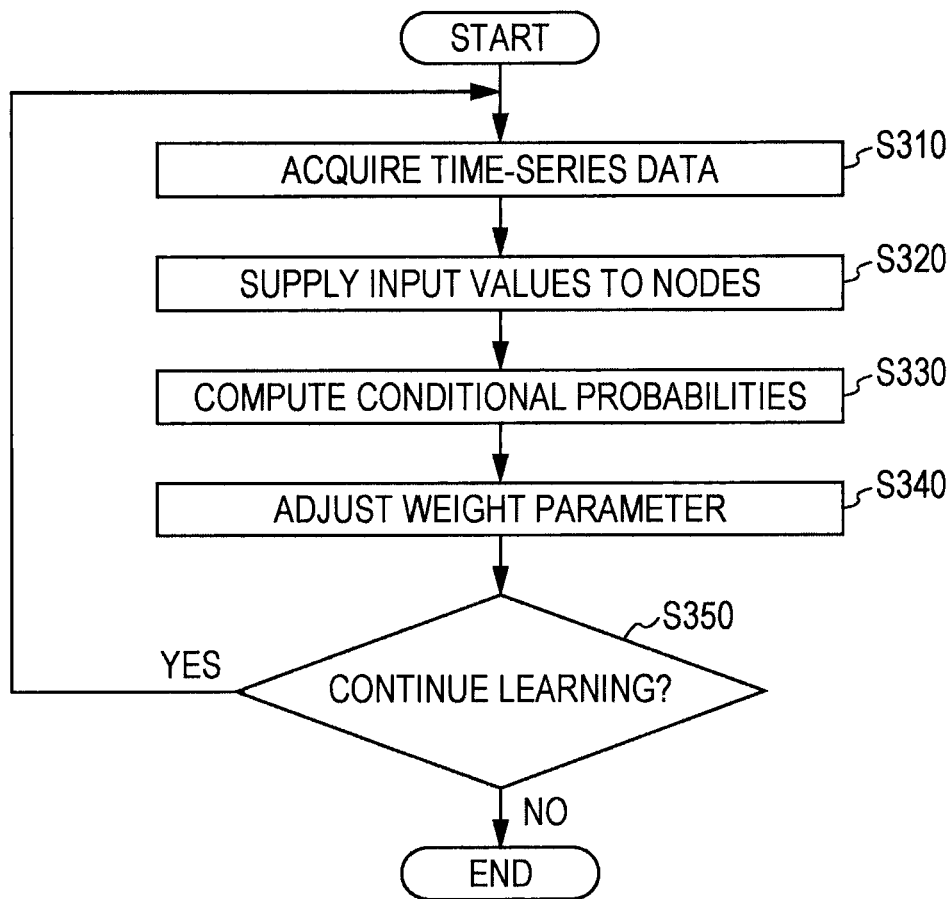 START
ACQUIRE TIME-SERIES DATA
S310
SUPPLY INPUT VALUES TO NODES
S320
COMPUTE CONDITIONAL PROBABILITIES
S330
ADJUST WEIGHT PARAMETER
S340
S350
YES
CONTINUE LEARNING?
NO
END